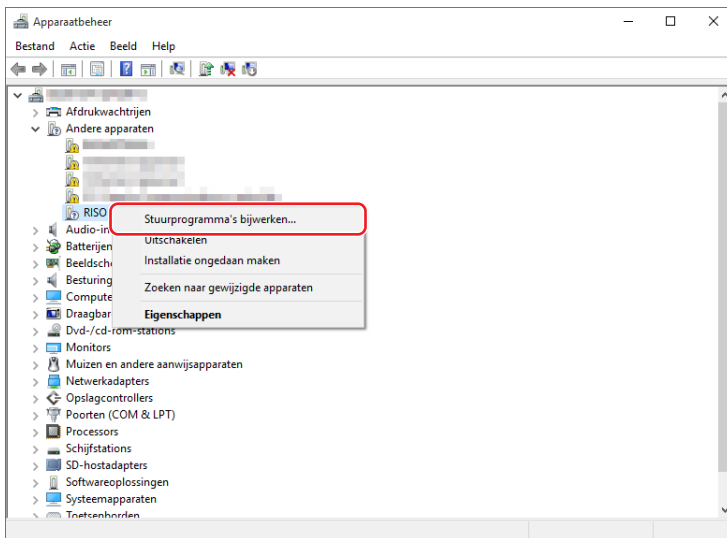 Apparaatbeheer
Bestand Actie Beeld Help
Afdrukwachtrijen
Andere apparaten
RISO
Stuurprogramma's bijwerken...
Audio-in
Uitschakelen
Batterijen
Installatie ongedaan maken
Beeldsch
Besturing
Zoeken naar gewijzigde apparaten
Compute
Draagbar
Eigenschappen
Dvd-/cd-rom-stations
Monitors
Muizen en andere aanwijsapparaten
Netwerkadapters
Opslagcontrollers
Poorten (COM & LPT)
Processors
Schijfstations
SD-hostadapters
Softwareoplossingen
Systeemapparaten
Toetsenborden